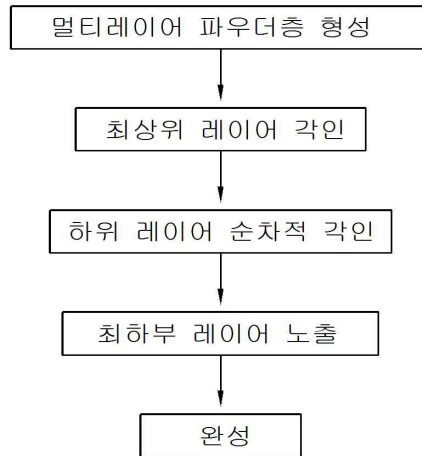 멀티레이어 파우더층 형성
최상위 레이어 각인
하위 레이어 순차적 각인
최하부 레이어 노출
완성